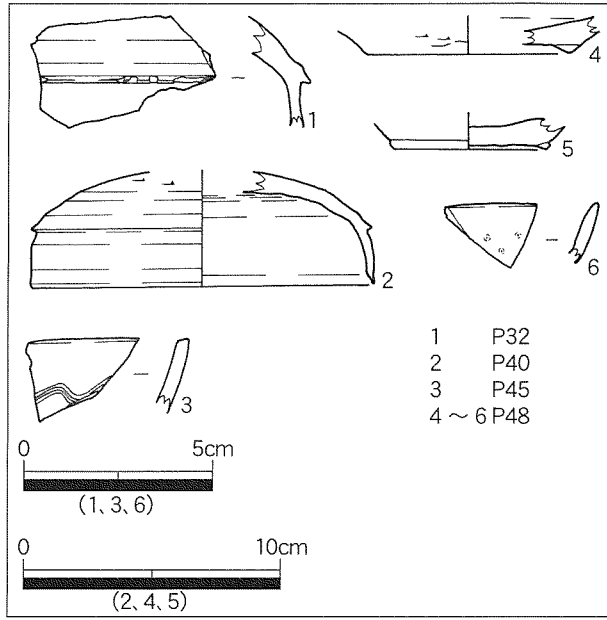 1
4
5
2
6
3
1 P32
2 P40
3 P45
4～6 P48
0 5cm
(1、3、6)
0 10cm
(2、4、5)